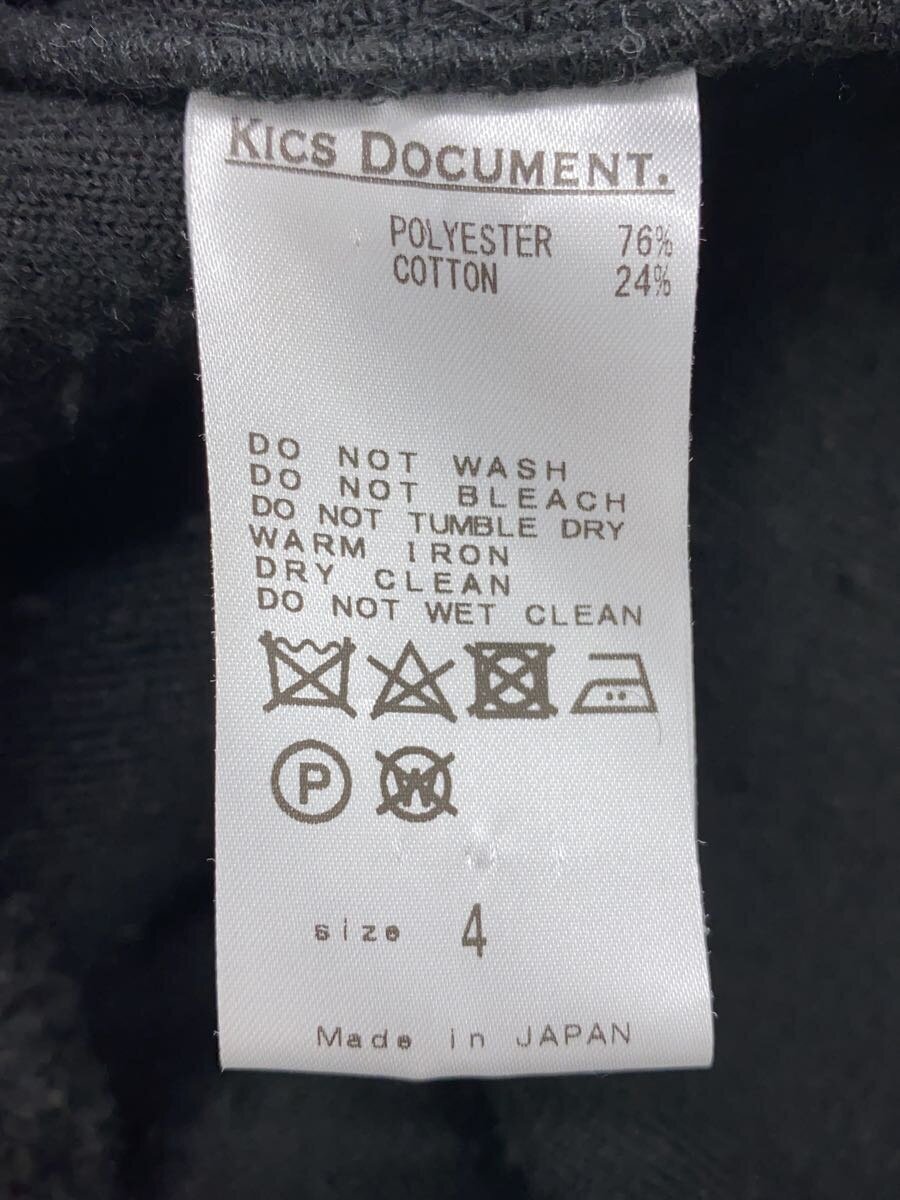 KICS DOCUMENT.
POLYESTER 76%
COTTON 24%
DO NOT WASH
DO NOT BLEACH
DO NOT TUMBLE DRY
WARM IRON
DRY CLEAN
DO NOT WET CLEAN
P W
size 4
Made in JAPAN